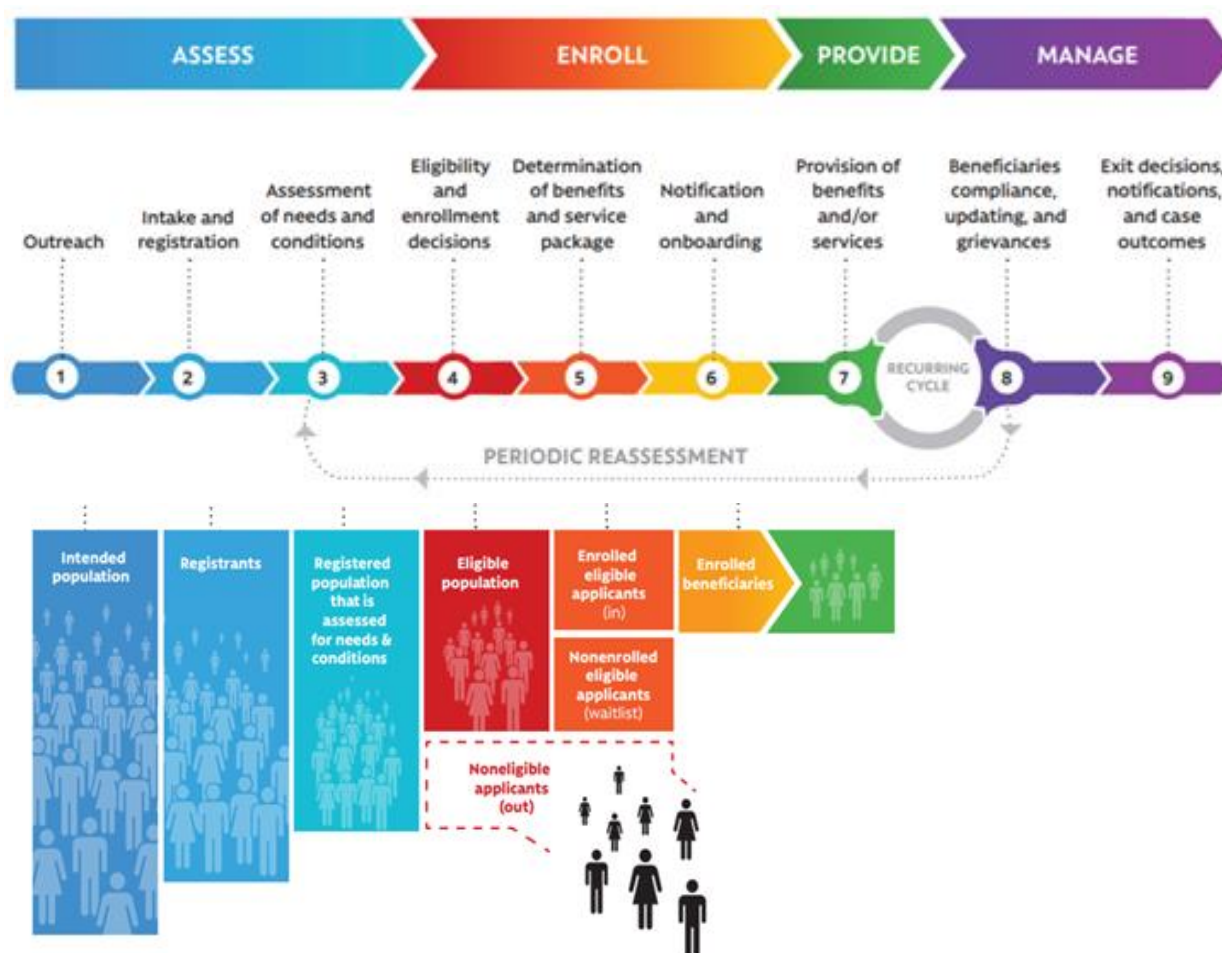 ASSESS
ENROLL
PROVIDE
MANAGE
Outreach
Intake and
registration
Assessment
of needs and
conditions
Eligibility
and
enrollment
decisions
Determination
of benefits
and service
package
Notification
and
onboarding
Provision of
benefits
and/or
services
Beneficiaries
compliance,
updating, and
grievances
Exit decisions,
notifications,
and case
outcomes
1
2
3
4
5
6
7
RECURRING
CYCLE
8
9
PERIODIC REASSESSMENT
Intended
population
Registrants
Registered
population
that is
assessed
for needs &
conditions
Eligible
population
Enrolled
eligible
applicants
(in)
Enrolled
beneficiaries
Nonenrolled
eligible
applicants
(waitlist)
Noneligible
applicants
(out)